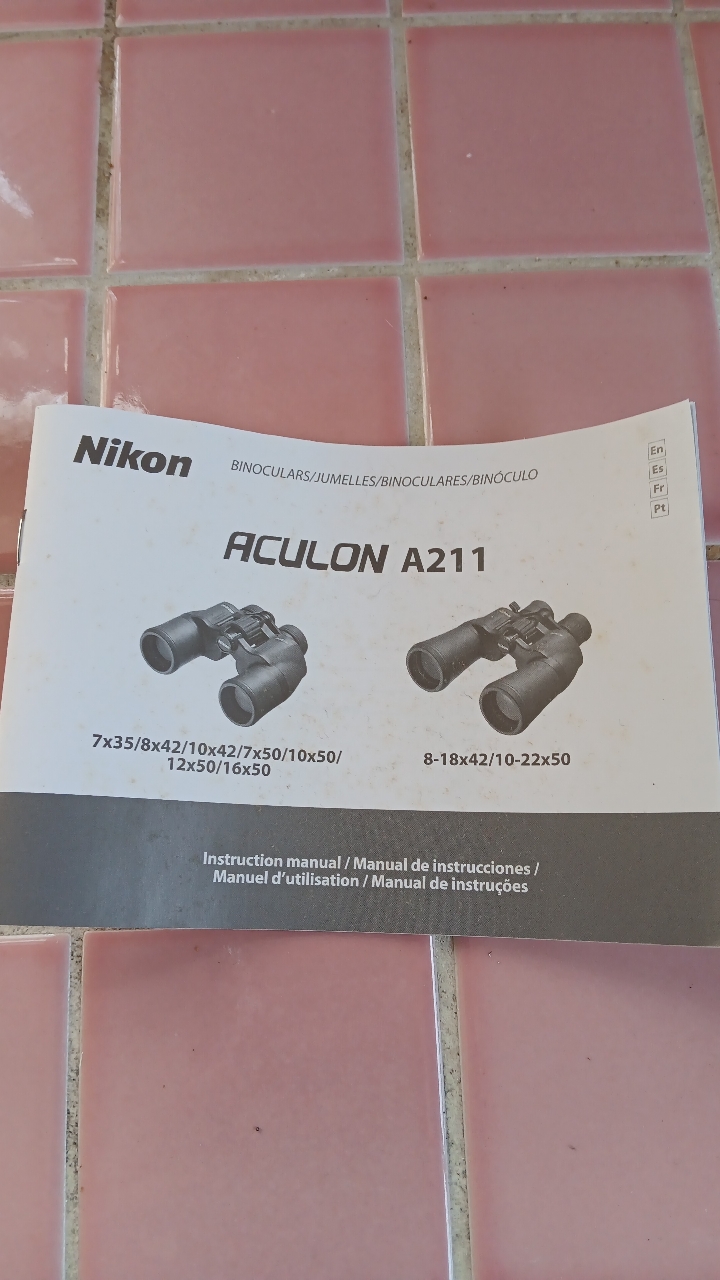 Nikon
BINOCULARS/JUMELLES/BINOCULARES/BINÓCULO
En
Es
Fr
Pt
ACULON A211
7x35/8x42/10x42/7x50/10x50/
12x50/16x50
8-18x42/10-22x50
Instruction manual / Manual de instrucciones /
Manuel d'utilisation / Manual de instruções